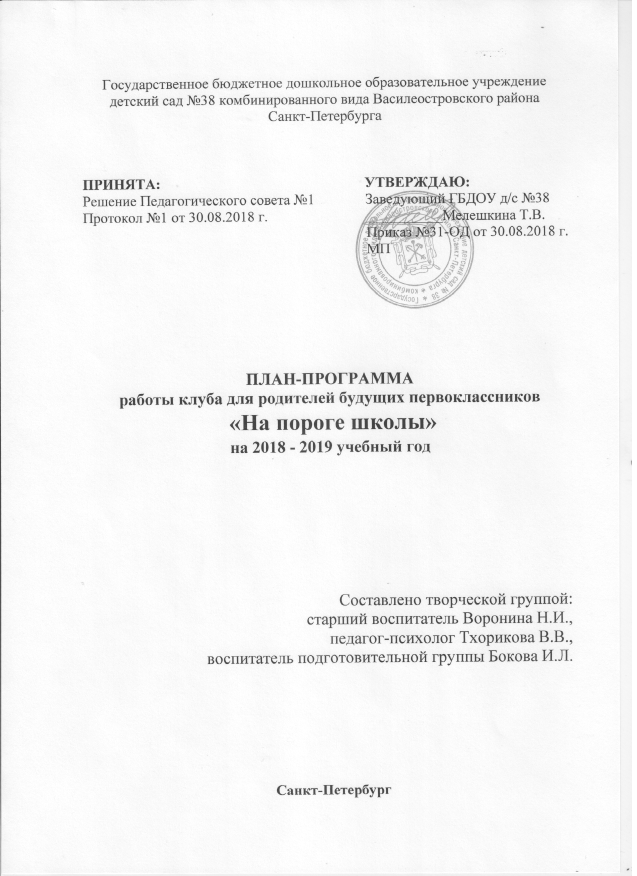 Государственное бюджетное дошкольное образовательное учреждение
детский сад №38 комбинированного вида Василеостровского района
Санкт-Петербурга
ПРИНЯТА:
Решение Педагогического совета №1
Протокол №1 от 30.08.2018 г.
УТВЕРЖДАЮ:
Заведующий ГБДОУ д/с №38
Мелешкина Т.В.
Приказ №31-ОД от 30.08.2018 г.
МП
ПЛАН-ПРОГРАММА
работы клуба для родителей будущих первоклассников
«На пороге школы»
на 2018 - 2019 учебный год
Составлено творческой группой:
старший воспитатель Воронина Н.И.,
педагог-психолог Тхорикова В.В.,
воспитатель подготовительной группы Бокова И.Л.
Санкт-Петербург